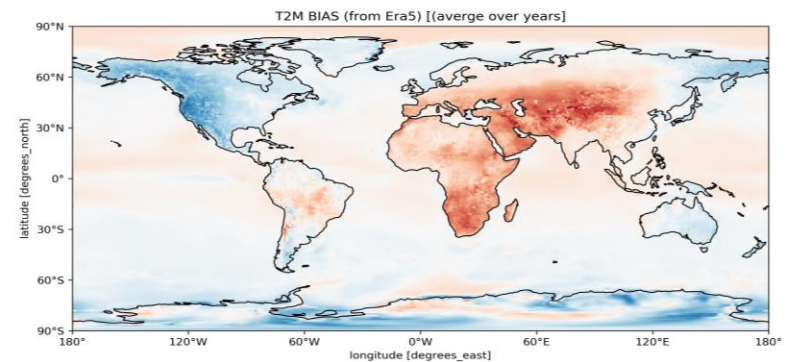 T2M BIAS (from Era5) [(averge over years]
90°N
60°N
30°N
0°
30°S
60°S
90°S
latitude [degrees_north]
180° 120°W 60°W 0°W 60°E 120°E 180°
longitude [degrees_east]